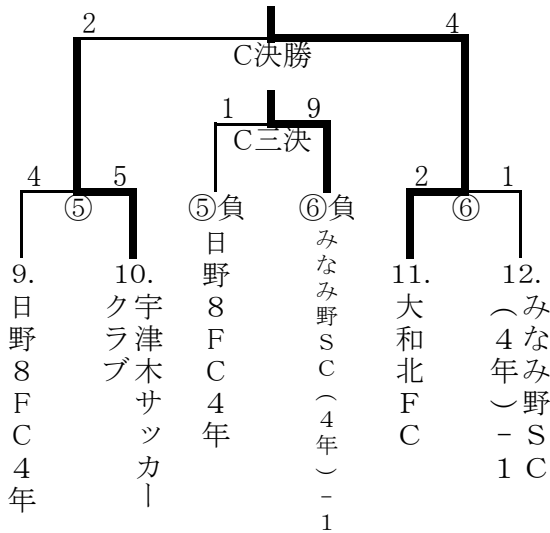 2 4
C決勝
1 9
C三決
4 5
⑤
⑤負
⑥負
2 1
⑥
9.
日野8FC4年
10.
宇津木サッカー
クラブ
日野8FC4年
みなみ野SC(4年)-1
11.
大和北FC
12.
みなみ野SC
(4年)-1